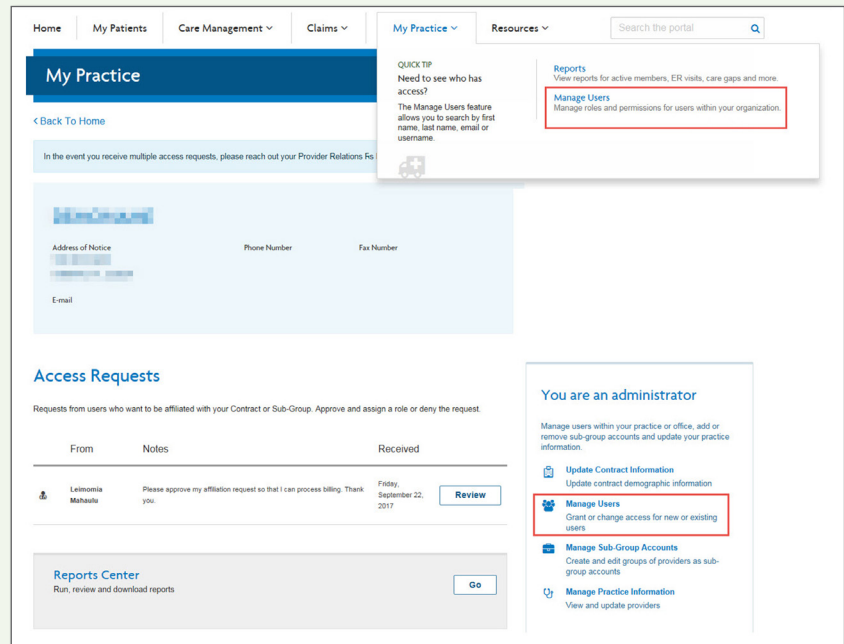 Home
My Patients
Care Management
Claims
My Practice
Resources
Search the portal
QUICK TIP
Need to see who has
access?
The Manage Users feature
allows you to search by first
name, last name, email or
username.
Reports
View reports for active members, ER visits, care gaps and more.
Manage Users
Manage roles and permissions for users within your organization.
My Practice
Back To Home
In the event you receive multiple access requests, please reach out your Provider Relations
Address of Notice
Phone Number
Fax Number
E-mail
Access Requests
Requests from users who want to be affiliated with your Contract or Sub-Group. Approve and assign a role or deny the request.
From
Notes
Received
Leimomia
Mahaulu
Please approve my affiliation request so that I can process billing. Thank
you.
Friday,
September 22,
2017
Review
Reports Center
Run, review and download reports
Go
You are an administrator
Manage users within your practice or office, add or
remove sub-group accounts and update your practice
information.
Update Contract Information
Update contract demographic information
Manage Users
Grant or change access for new or existing
users
Manage Sub-Group Accounts
Create and edit groups of providers as sub-
group accounts
Manage Practice Information
View and update providers